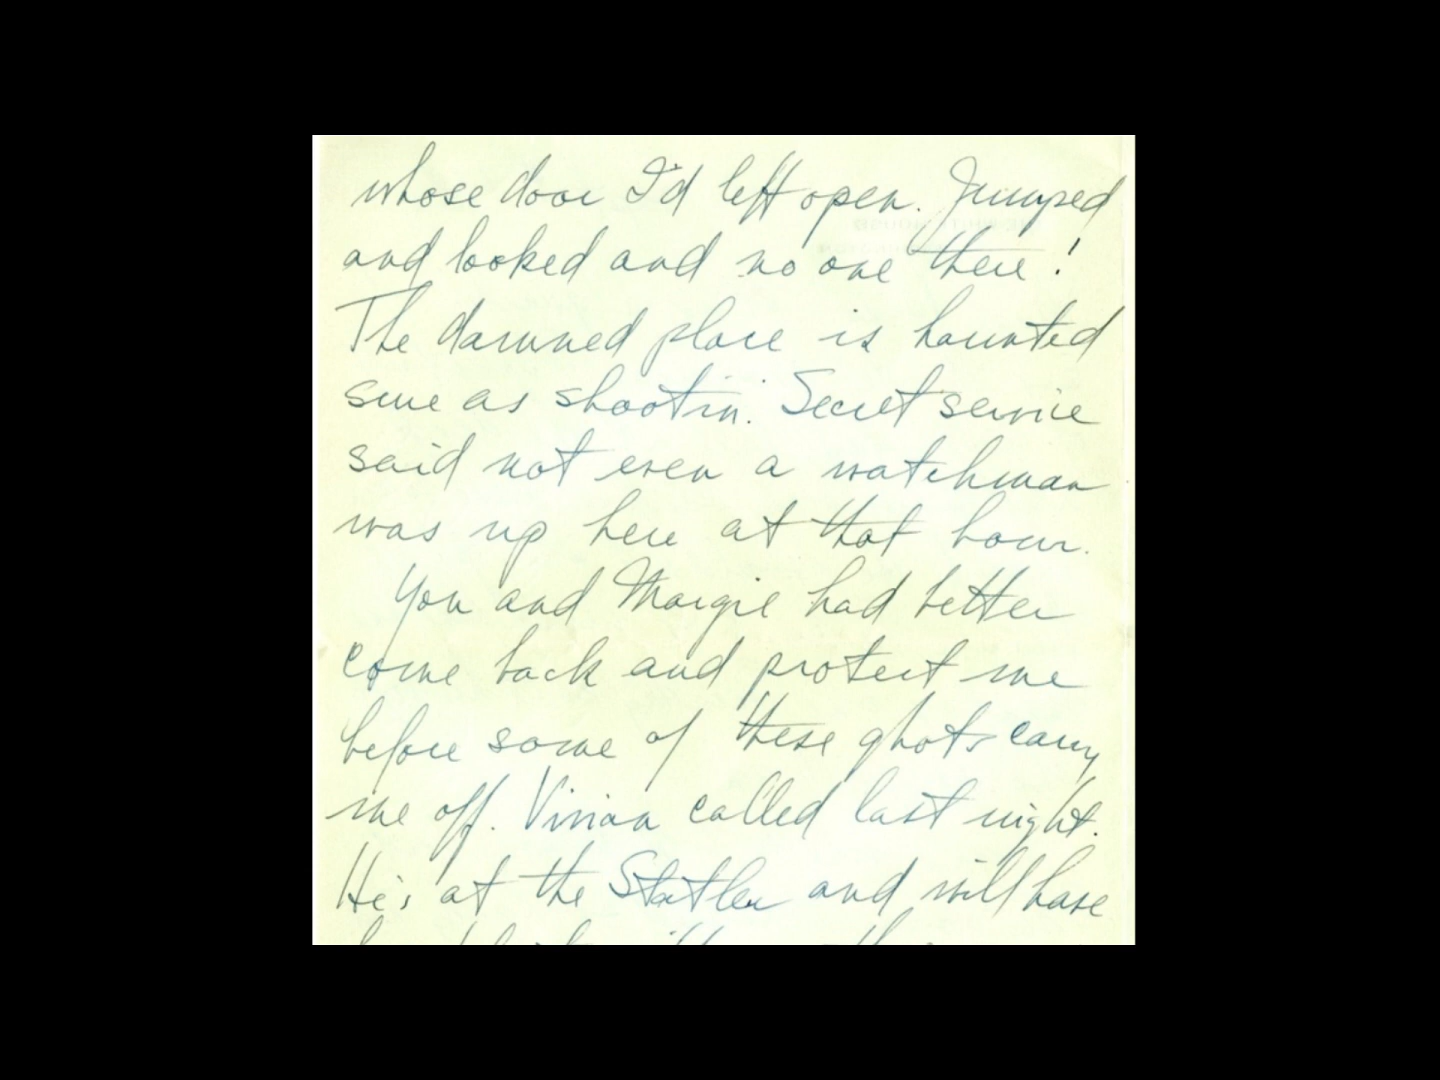 whose door I'd left open. Jumped
and looked and no one there!
The damned place is haunted
sure as shootin'. Secret service
said not even a watchman
was up here at that hour.
You and Margie had better
come back and protect me
before some of these ghots carry
me off. Vivian called last night.
He's at the Statler and will have